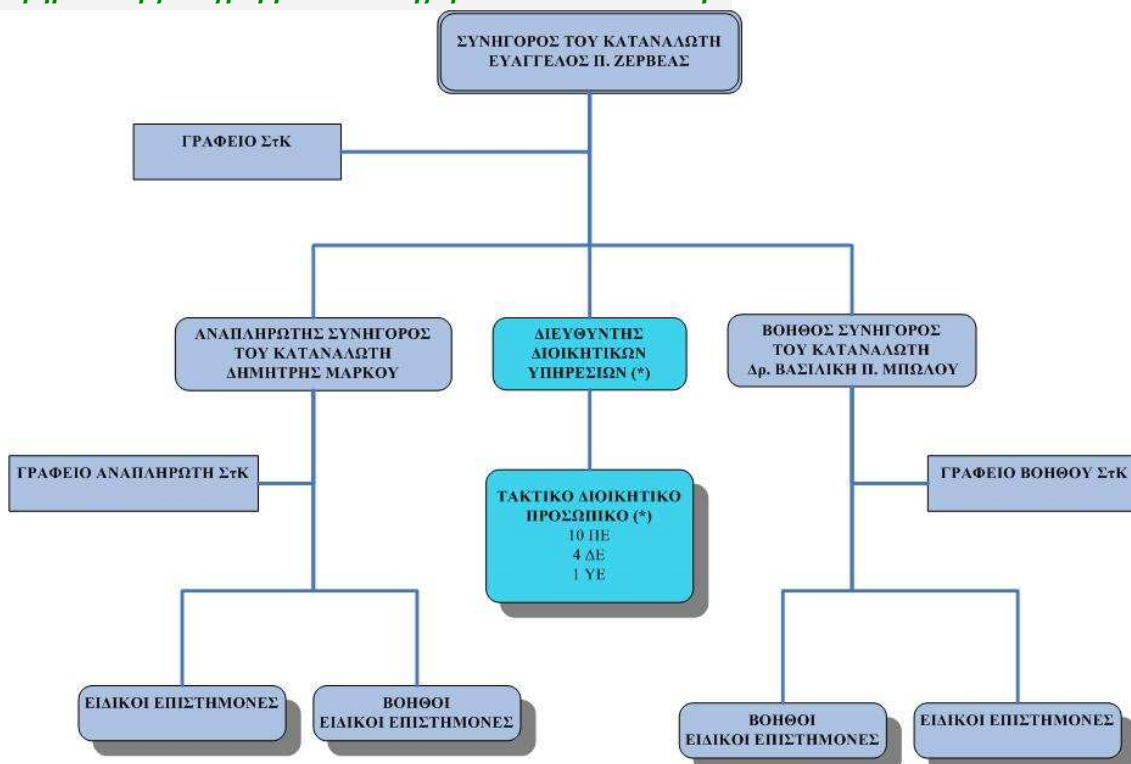 ΣΥΝΗΓΟΡΟΣ ΤΟΥ ΚΑΤΑΝΑΛΩΤΗ
ΕΥΑΓΓΕΛΟΣ Π. ΖΕΡΒΕΑΣ
ΓΡΑΦΕΙΟ ΣτΚ
ΑΝΑΠΛΗΡΩΤΗΣ ΣΥΝΗΓΟΡΟΣ
ΤΟΥ ΚΑΤΑΝΑΛΩΤΗ
ΔΗΜΗΤΡΗΣ ΜΑΡΚΟΥ
ΔΙΕΥΘΥΝΤΗΣ
ΔΙΟΙΚΗΤΙΚΩΝ
ΥΠΗΡΕΣΙΩΝ (*)
ΒΟΗΘΟΣ ΣΥΝΗΓΟΡΟΣ
ΤΟΥ ΚΑΤΑΝΑΛΩΤΗ
Δρ. ΒΑΣΙΛΙΚΗ Π. ΜΠΩΛΟΥ
ΓΡΑΦΕΙΟ ΑΝΑΠΛΗΡΩΤΗ ΣτΚ
ΤΑΚΤΙΚΟ ΔΙΟΙΚΗΤΙΚΟ
ΠΡΟΣΩΠΙΚΟ (*)
10 ΠΕ
4 ΔΕ
1 ΥΕ
ΓΡΑΦΕΙΟ ΒΟΗΘΟΥ ΣτΚ
ΕΙΔΙΚΟΙ ΕΠΙΣΤΗΜΟΝΕΣ
ΒΟΗΘΟΙ
ΕΙΔΙΚΟΙ ΕΠΙΣΤΗΜΟΝΕΣ
ΒΟΗΘΟΙ
ΕΙΔΙΚΟΙ ΕΠΙΣΤΗΜΟΝΕΣ
ΕΙΔΙΚΟΙ ΕΠΙΣΤΗΜΟΝΕΣ